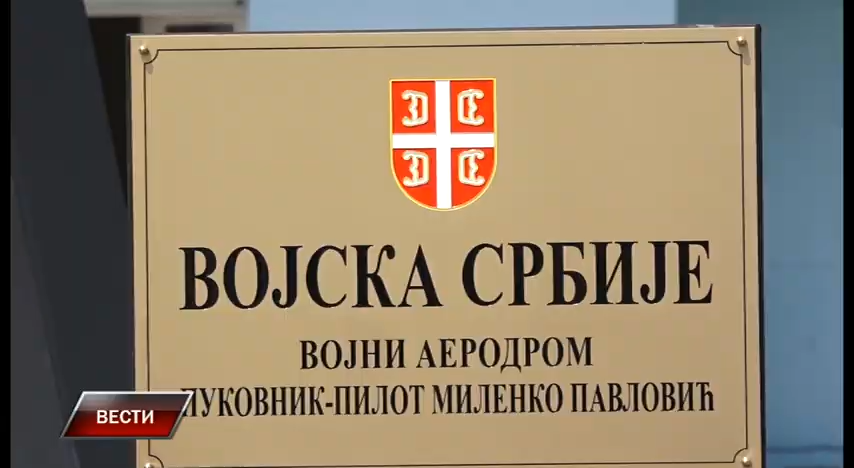 ВОЈСКА СРБИЈЕ
ВОЈНИ АЕРОДРОМ
ПУКОВНИК-ПИЛОТ МИЛЕНКО ПАВЛОВИЋ
ВЕСТИ